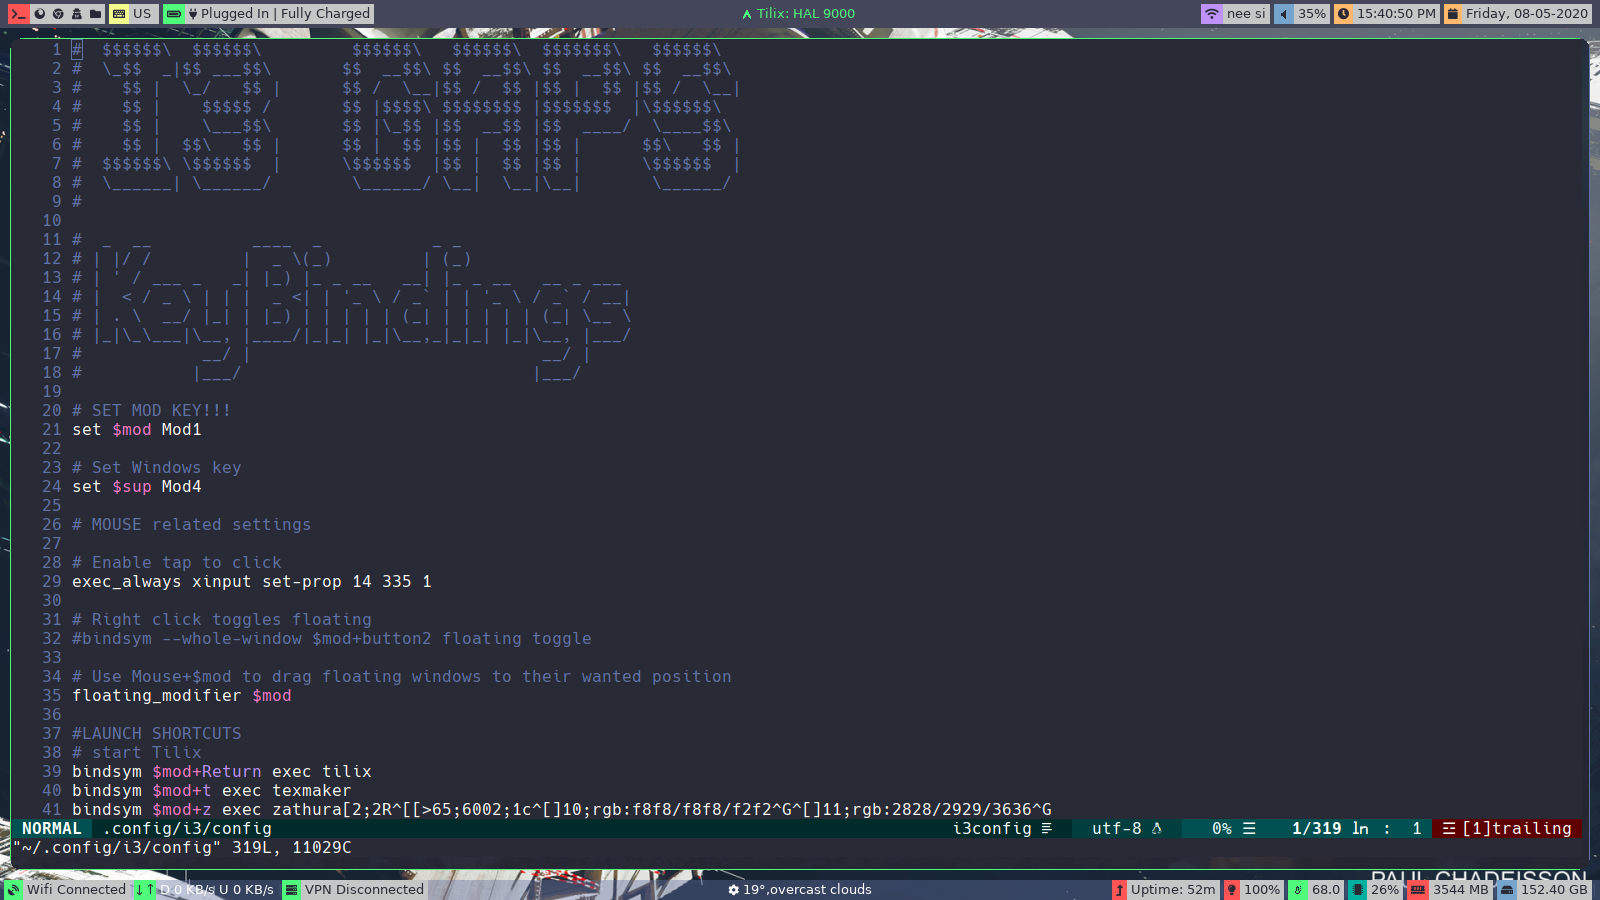 US Plugged In | Fully Charged Tilix: HAL 9000 nee si 35% 15:40:50 PM Friday, 08-05-2020
1 #  $$$$$$\  $$$$$$\         $$$$$$\   $$$$$$\  $$$$$$$\   $$$$$$\
2 #  \_$$  _|$$ ___$$\       $$  __$$\ $$  __$$\ $$  __$$\ $$  __$$\
3 #    $$ |  \_/   $$ |      $$ /  \__|$$ /  $$ |$$ |  $$ |$$ /  \__|
4 #    $$ |    $$$$$ /       $$ |$$$$\ $$$$$$$$ |$$$$$$$  |\$$$$$$\
5 #    $$ |    \___$$\       $$ |\_$$ |$$  __$$ |$$  ____/  \____$$\
6 #    $$ |  $$\   $$ |      $$ |  $$ |$$ |  $$ |$$ |      $$\   $$ |
7 #  $$$$$$\ \$$$$$$  |      \$$$$$$  |$$ |  $$ |$$ |      \$$$$$$  |
8 #  \______| \______/        \______/ \__|  \__|\__|       \______/
9 #
10
11 #  _  __          ____  _           _ _
12 # | |/ /         |  _ \(_)         | (_)
13 # | ' / ___ _   _| |_) |_ _ __   __| |_ _ __   __ _ ___
14 # |  < / _ \ | | |  _ <| | '_ \ / _` | | '_ \ / _` / __|
15 # | . \  __/ |_| | |_) | | | | | (_| | | | | | (_| \__ \
16 # |_|\_\___|\__, |____/|_|_| |_|\__,_|_|_| |_|\__, |___/
17 #            __/ |                             __/ |
18 #           |___/                             |___/
19
20 # SET MOD KEY!!!
21 set $mod Mod1
22
23 # Set Windows key
24 set $sup Mod4
25
26 # MOUSE related settings
27
28 # Enable tap to click
29 exec_always xinput set-prop 14 335 1
30
31 # Right click toggles floating
32 #bindsym --whole-window $mod+button2 floating toggle
33
34 # Use Mouse+$mod to drag floating windows to their wanted position
35 floating_modifier $mod
36
37 #LAUNCH SHORTCUTS
38 # start Tilix
39 bindsym $mod+Return exec tilix
40 bindsym $mod+t exec texmaker
41 bindsym $mod+z exec zathura[2;2R^[[>65;6002;1c^[]10;rgb:f8f8/f8f8/f2f2^G^[]11;rgb:2828/2929/3636^G
NORMAL .config/i3/config i3config utf-8 0% 1/319 ln : 1 [1]trailing
"~/.config/i3/config" 319L, 11029C
PAUL CHADEISSON
Wifi Connected D 0 KB/s U 0 KB/s VPN Disconnected 19°,overcast clouds Uptime: 52m 100% 68.0 26% 3544 MB 152.40 GB